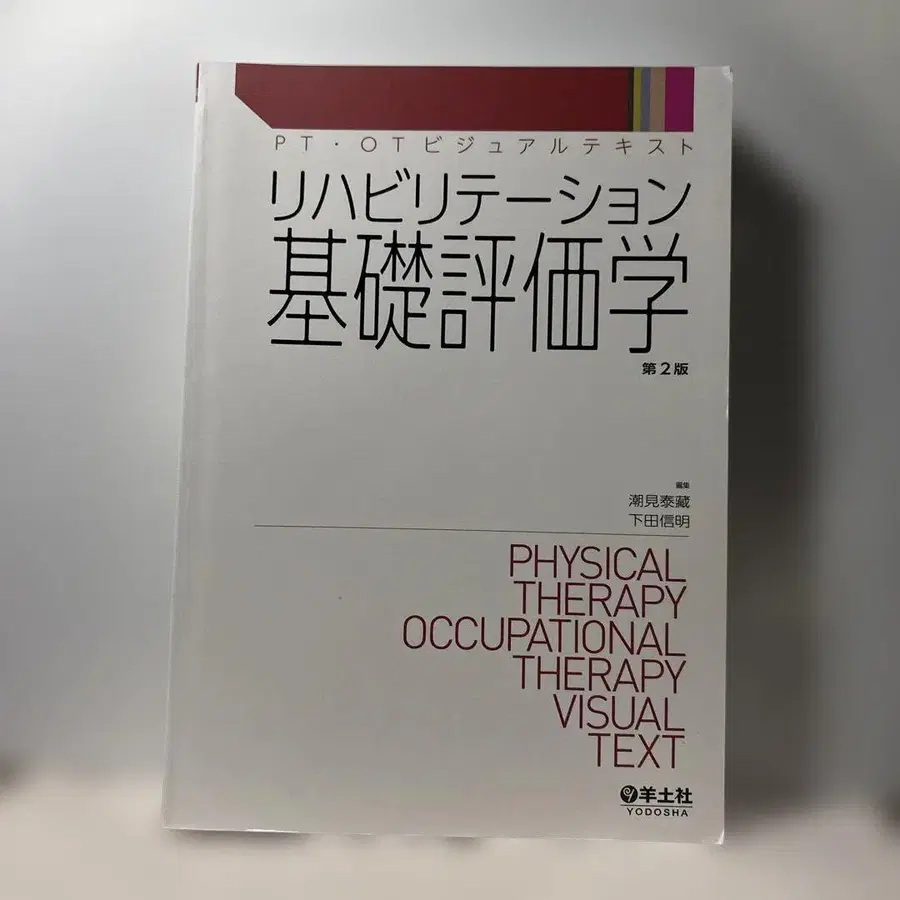 PT・OTビジュアルテキスト
リハビリテーション
基礎評価学
第2版
編集
潮見泰藏
下田信明
PHYSICAL
THERAPY
OCCUPATIONAL
THERAPY
VISUAL
TEXT
羊土社
YODOSHA